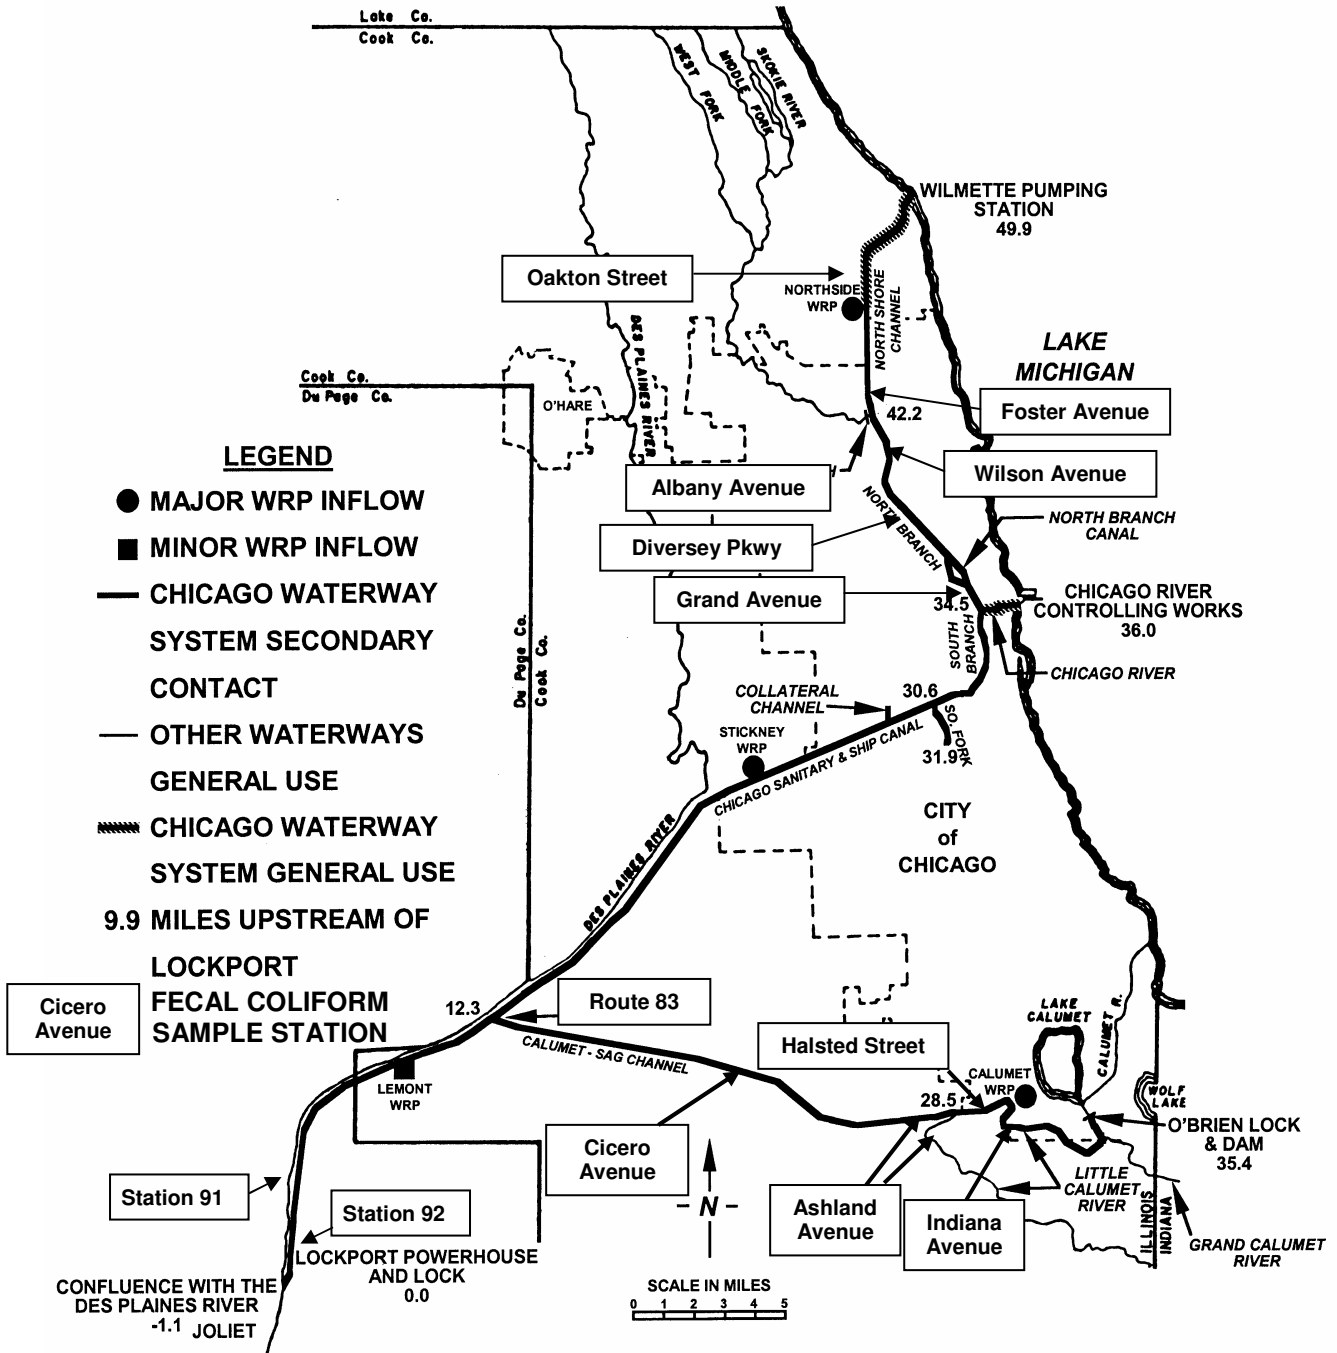 Lake Co.
Cook Co.
WEST FORK
MIDDLE FORK
SKOKIE RIVER
WILMETTE PUMPING
STATION
49.9
Oakton Street
NORTHSIDE
WRP
NORTH SHORE
CHANNEL
DES PLAINES RIVER
LAKE
MICHIGAN
Cook Co.
Du Page Co.
O'HARE
Foster Avenue
42.2
LEGEND
MAJOR WRP INFLOW
MINOR WRP INFLOW
CHICAGO WATERWAY
SYSTEM SECONDARY
CONTACT
OTHER WATERWAYS
GENERAL USE
CHICAGO WATERWAY
SYSTEM GENERAL USE
9.9 MILES UPSTREAM OF
LOCKPORT
FECAL COLIFORM
SAMPLE STATION
Cicero
Avenue
Wilson Avenue
Albany Avenue
NORTH BRANCH
NORTH BRANCH
CANAL
Diversey Pkwy
Grand Avenue
34.5
CHICAGO RIVER
CONTROLLING WORKS
36.0
Du Page Co.
Cook Co.
SOUTH
BRANCH
CHICAGO RIVER
COLLATERAL
CHANNEL
30.6
SO. FORK
31.9
STICKNEY
WRP
CHICAGO SANITARY & SHIP CANAL
CITY
of
CHICAGO
DES PLAINES RIVER
12.3
Route 83
CALUMET - SAG CHANNEL
LEMONT
WRP
Halsted Street
LAKE
CALUMET
CALUMET R.
CALUMET
WRP
28.5
WOLF
LAKE
O'BRIEN LOCK
& DAM
35.4
Cicero
Avenue
LITTLE
CALUMET
RIVER
Ashland
Avenue
Indiana
Avenue
ILLINOIS
INDIANA
GRAND CALUMET
RIVER
Station 91
Station 92
N
LOCKPORT POWERHOUSE
AND LOCK
0.0
CONFLUENCE WITH THE
DES PLAINES RIVER
-1.1
JOLIET
SCALE IN MILES
0 1 2 3 4 5